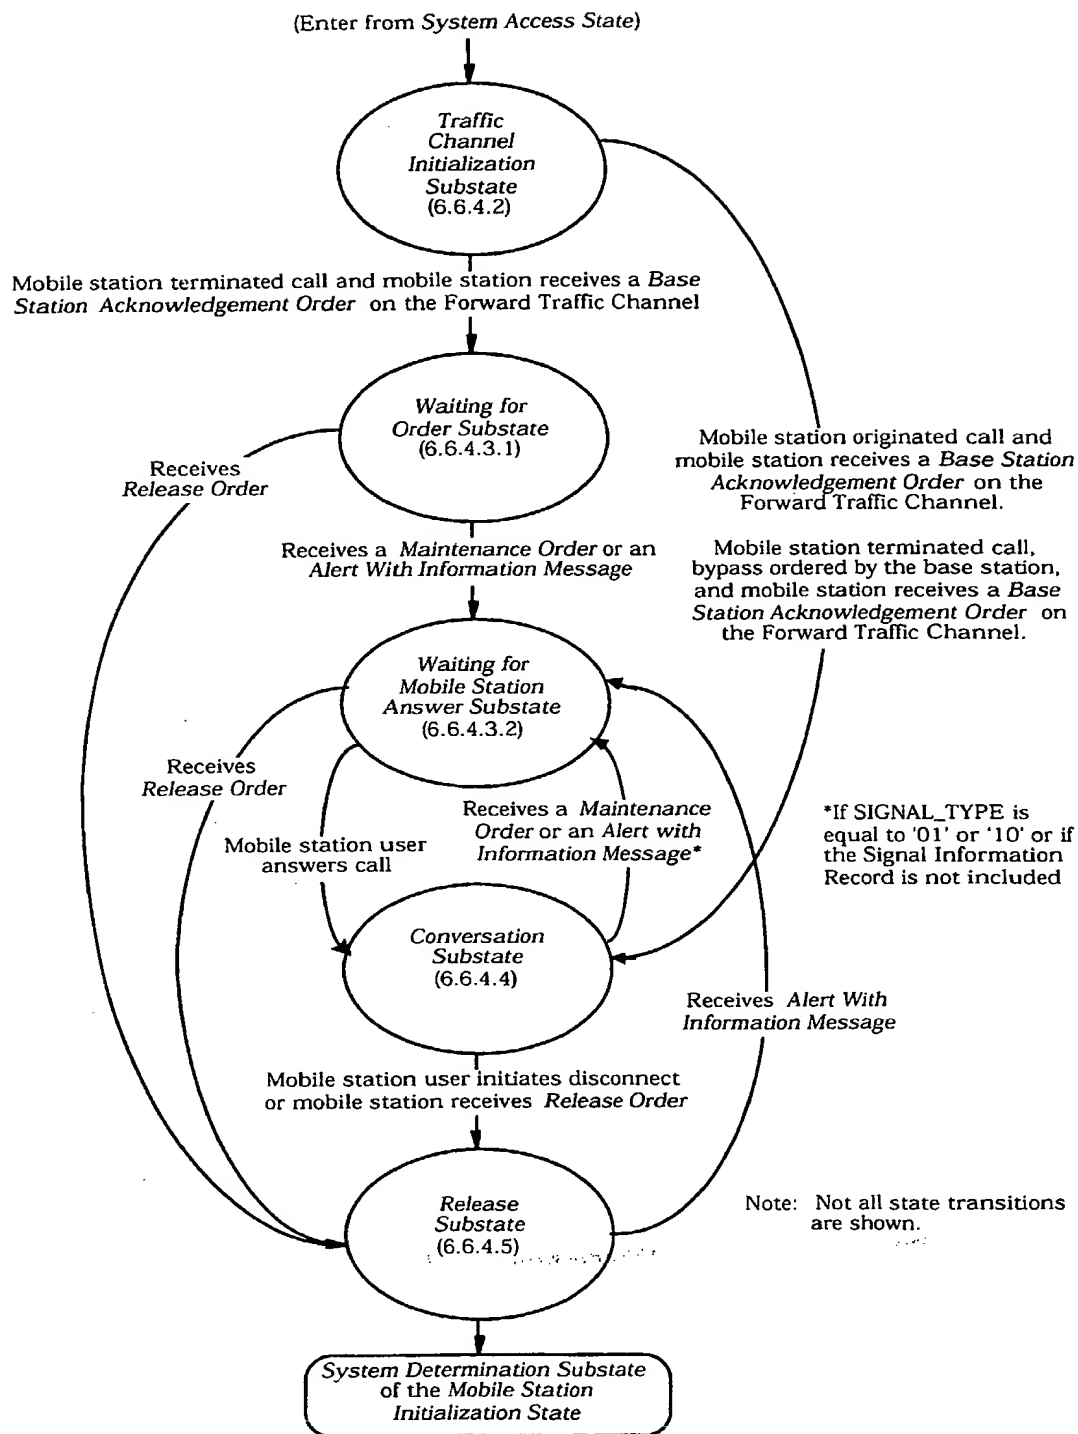 (Enter from System Access State)
Traffic
Channel
Initialization
Substate
(6.6.4.2)
Mobile station terminated call and mobile station receives a Base
Station Acknowledgement Order on the Forward Traffic Channel
Waiting for
Order Substate
(6.6.4.3.1)
Receives
Release Order
Mobile station originated call and
mobile station receives a Base Station
Acknowledgement Order on the
Forward Traffic Channel.
Receives a Maintenance Order or an
Alert With Information Message
Mobile station terminated call,
bypass ordered by the base station,
and mobile station receives a Base
Station Acknowledgement Order on
the Forward Traffic Channel.
Waiting for
Mobile Station
Answer Substate
(6.6.4.3.2)
Receives
Release Order
Mobile station user
answers call
Receives a Maintenance
Order or an Alert with
Information Message*
*If SIGNAL_TYPE is
equal to '01' or '10' or if
the Signal Information
Record is not included
Conversation
Substate
(6.6.4.4)
Receives Alert With
Information Message
Mobile station user initiates disconnect
or mobile station receives Release Order
Release
Substate
(6.6.4.5)
Note: Not all state transitions
are shown.
System Determination Substate
of the Mobile Station
Initialization State